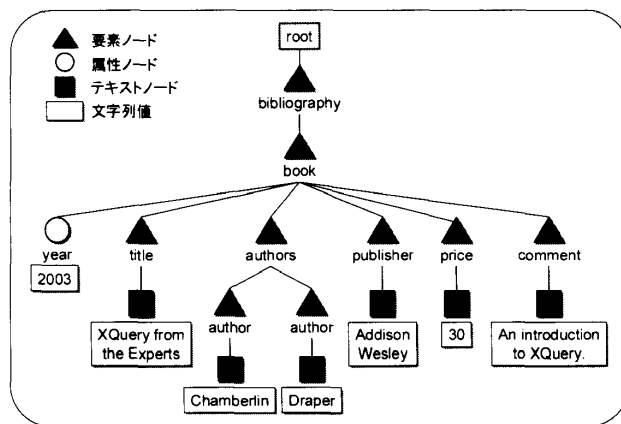 要素ノード
属性ノード
テキストノード
文字列値
root
bibliography
book
year
title
authors
publisher
price
comment
2003
XQuery from
the Experts
author
author
Addison
Wesley
30
An introduction
to XQuery.
Chamberlin
Draper